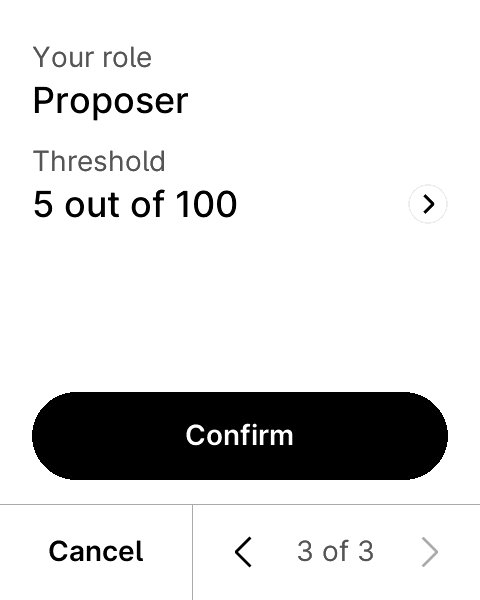 Your role
Proposer
Threshold
5 out of 100
Confirm
Cancel
3 of 3